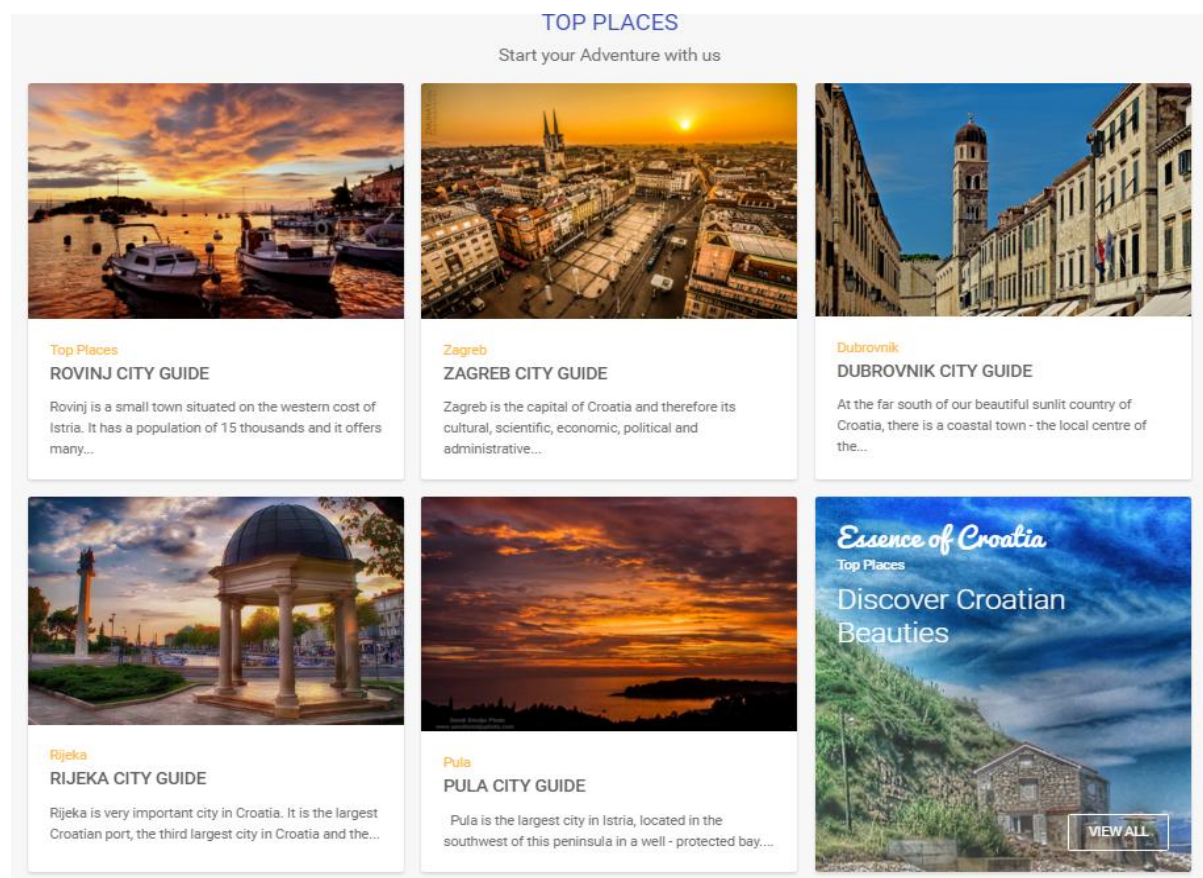 TOP PLACES
Start your Adventure with us
Top Places
ROVINJ CITY GUIDE
Rovinj is a small town situated on the western cost of
Istria. It has a population of 15 thousands and it offers
many...
Zagreb
ZAGREB CITY GUIDE
Zagreb is the capital of Croatia and therefore its
cultural, scientific, economic, political and
administrative...
Dubrovnik
DUBROVNIK CITY GUIDE
At the far south of our beautiful sunlit country of
Croatia, there is a coastal town - the local centre of
the...
Rijeka
RIJEKA CITY GUIDE
Rijeka is very important city in Croatia. It is the largest
Croatian port, the third largest city in Croatia and the...
Pula
PULA CITY GUIDE
Pula is the largest city in Istria, located in the
southwest of this peninsula in a well - protected bay....
Essence of Croatia
Top Places
Discover Croatian
Beauties
VIEW ALL